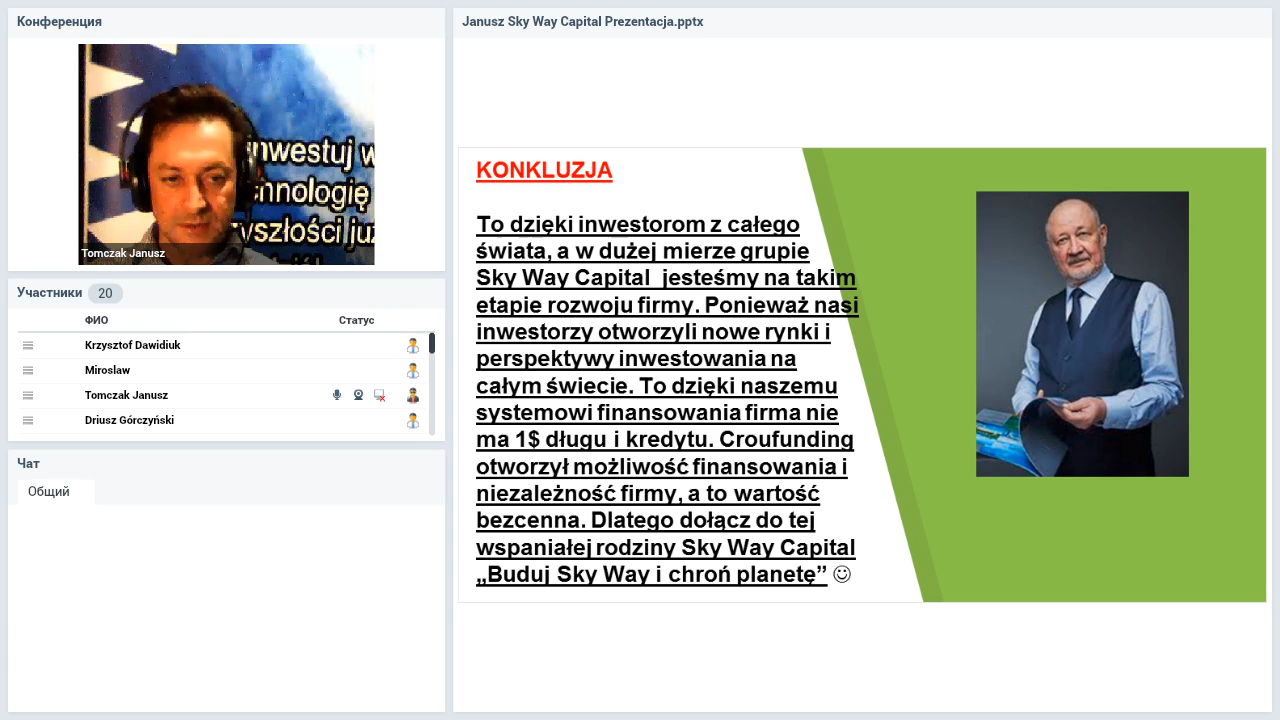 Конференция
inwestuj w
chnologię
yszłości już
Tomczak Janusz
Участники 20
ФИО Статус
Krzysztof Dawidiuk
Miroslaw
Tomczak Janusz
Driusz Górczyński
Чат
Общий
Janusz Sky Way Capital Prezentacja.pptx
KONKLUZJA
To dzięki inwestorom z całego
świata, a w dużej mierze grupie
Sky Way Capital jesteśmy na takim
etapie rozwoju firmy. Ponieważ nasi
inwestorzy otworzyli nowe rynki i
perspektywy inwestowania na
całym świecie. To dzięki naszemu
systemowi finansowania firma nie
ma 1$ długu i kredytu. Croufunding
otworzył możliwość finansowania i
niezależność firmy, a to wartość
bezcenna. Dlatego dołącz do tej
wspaniałej rodziny Sky Way Capital
„Buduj Sky Way i chroń planetę” ☺